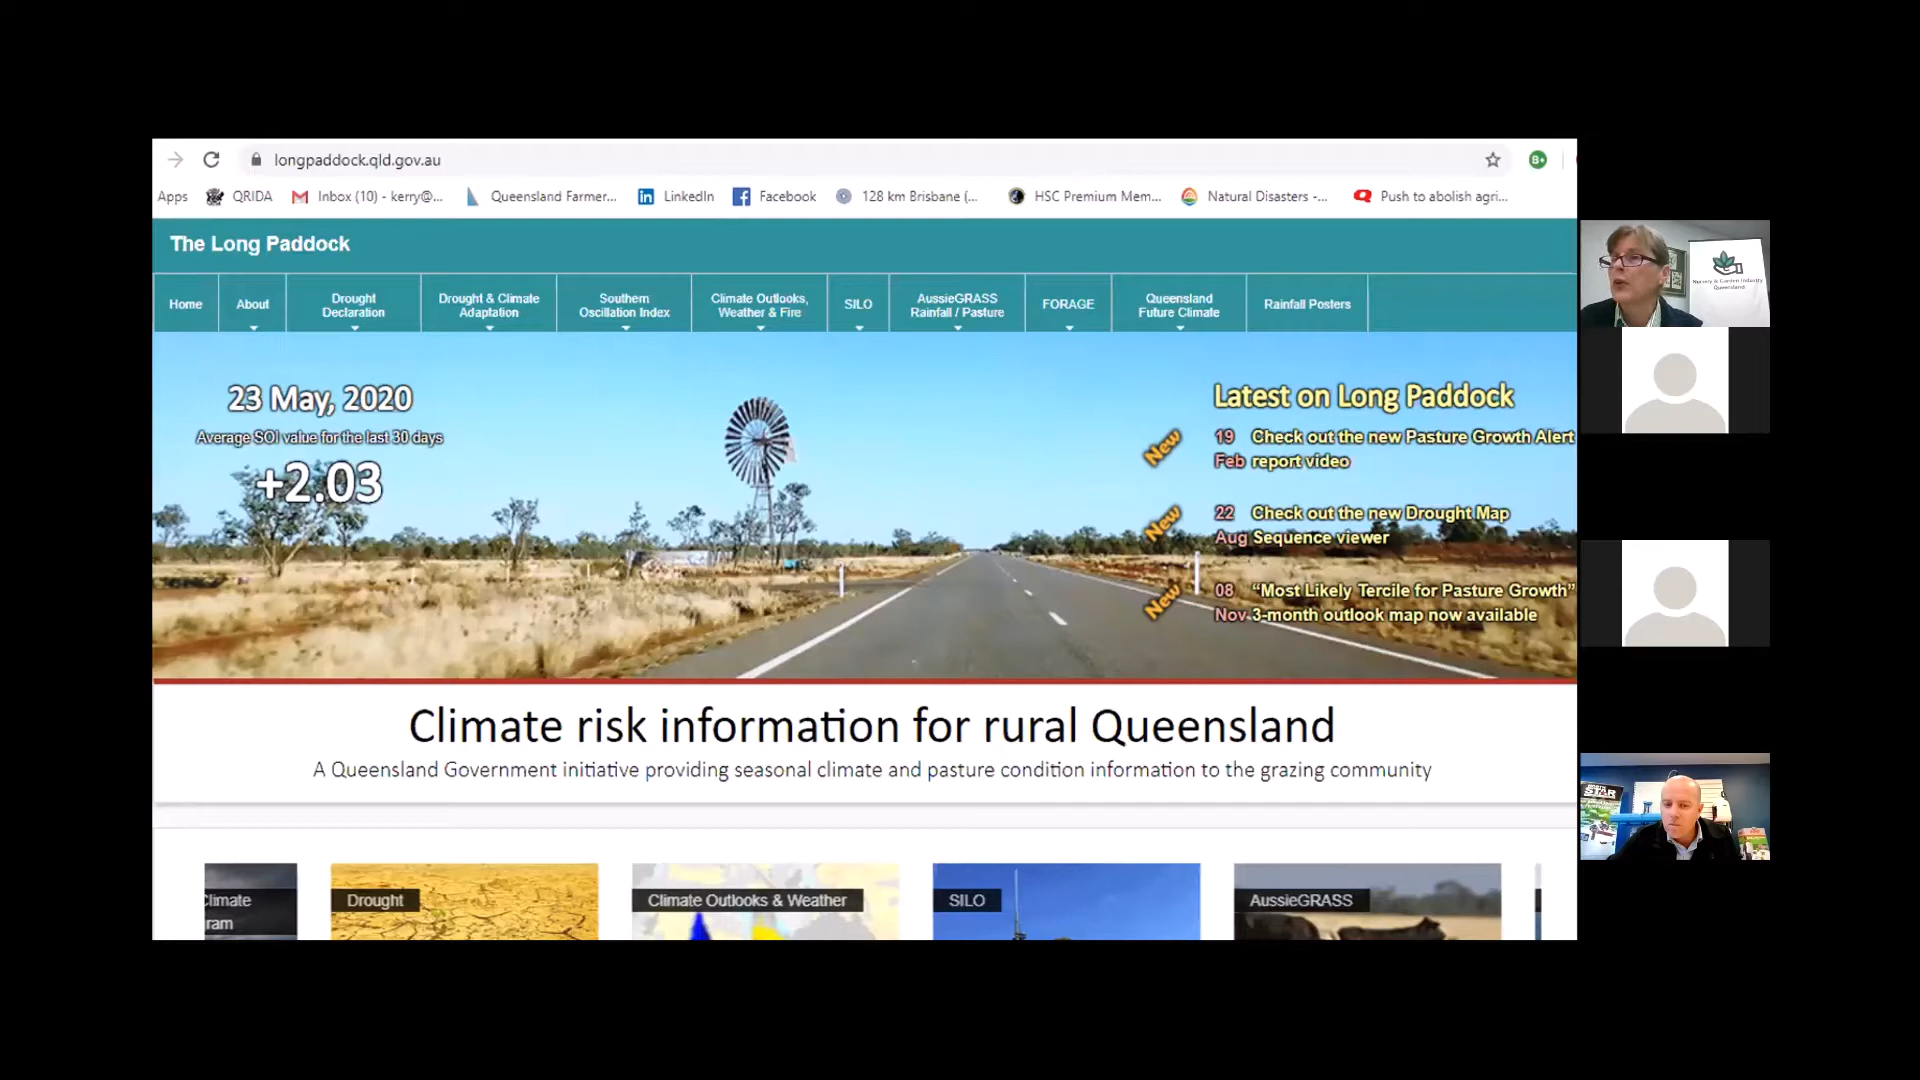 longpaddock.qld.gov.au
B+
Apps QRIDA Inbox (10) - kerry@... Queensland Farmer... LinkedIn Facebook 128 km Brisbane (... HSC Premium Mem... Natural Disasters -... Push to abolish agri...
The Long Paddock
Home
About
Drought
Declaration
Drought & Climate
Adaptation
Southern
Oscillation Index
Climate Outlooks,
Weather & Fire
SILO
AussieGRASS
Rainfall / Pasture
FORAGE
Queensland
Future Climate
Rainfall Posters
23 May, 2020
Average SOI value for the last 30 days
+2.03
Latest on Long Paddock
New 19 Feb Check out the new Pasture Growth Alert
report video
New 22 Aug Check out the new Drought Map
Sequence viewer
New 08 Nov “Most Likely Tercile for Pasture Growth”
3-month outlook map now available
Climate risk information for rural Queensland
A Queensland Government initiative providing seasonal climate and pasture condition information to the grazing community
Climate
ram
Drought
Climate Outlooks & Weather
SILO
AussieGRASS
Nursery & Garden Industry
Queensland
STAR